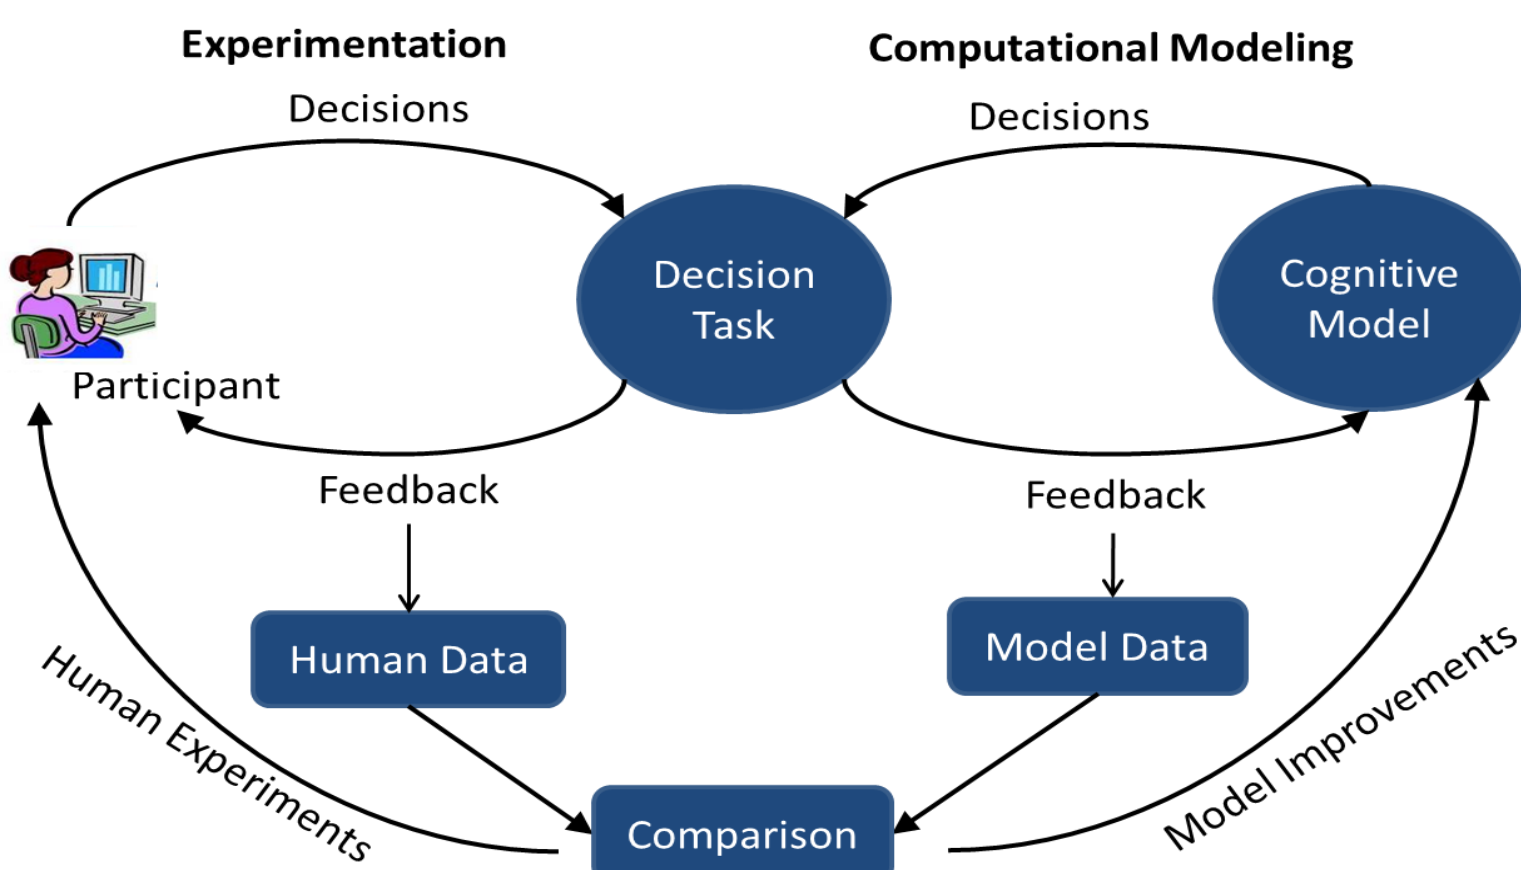 Experimentation
Computational Modeling
Decisions
Decisions
Decision
Task
Cognitive
Model
Participant
Feedback
Feedback
Human Data
Model Data
Human Experiments
Model Improvements
Comparison